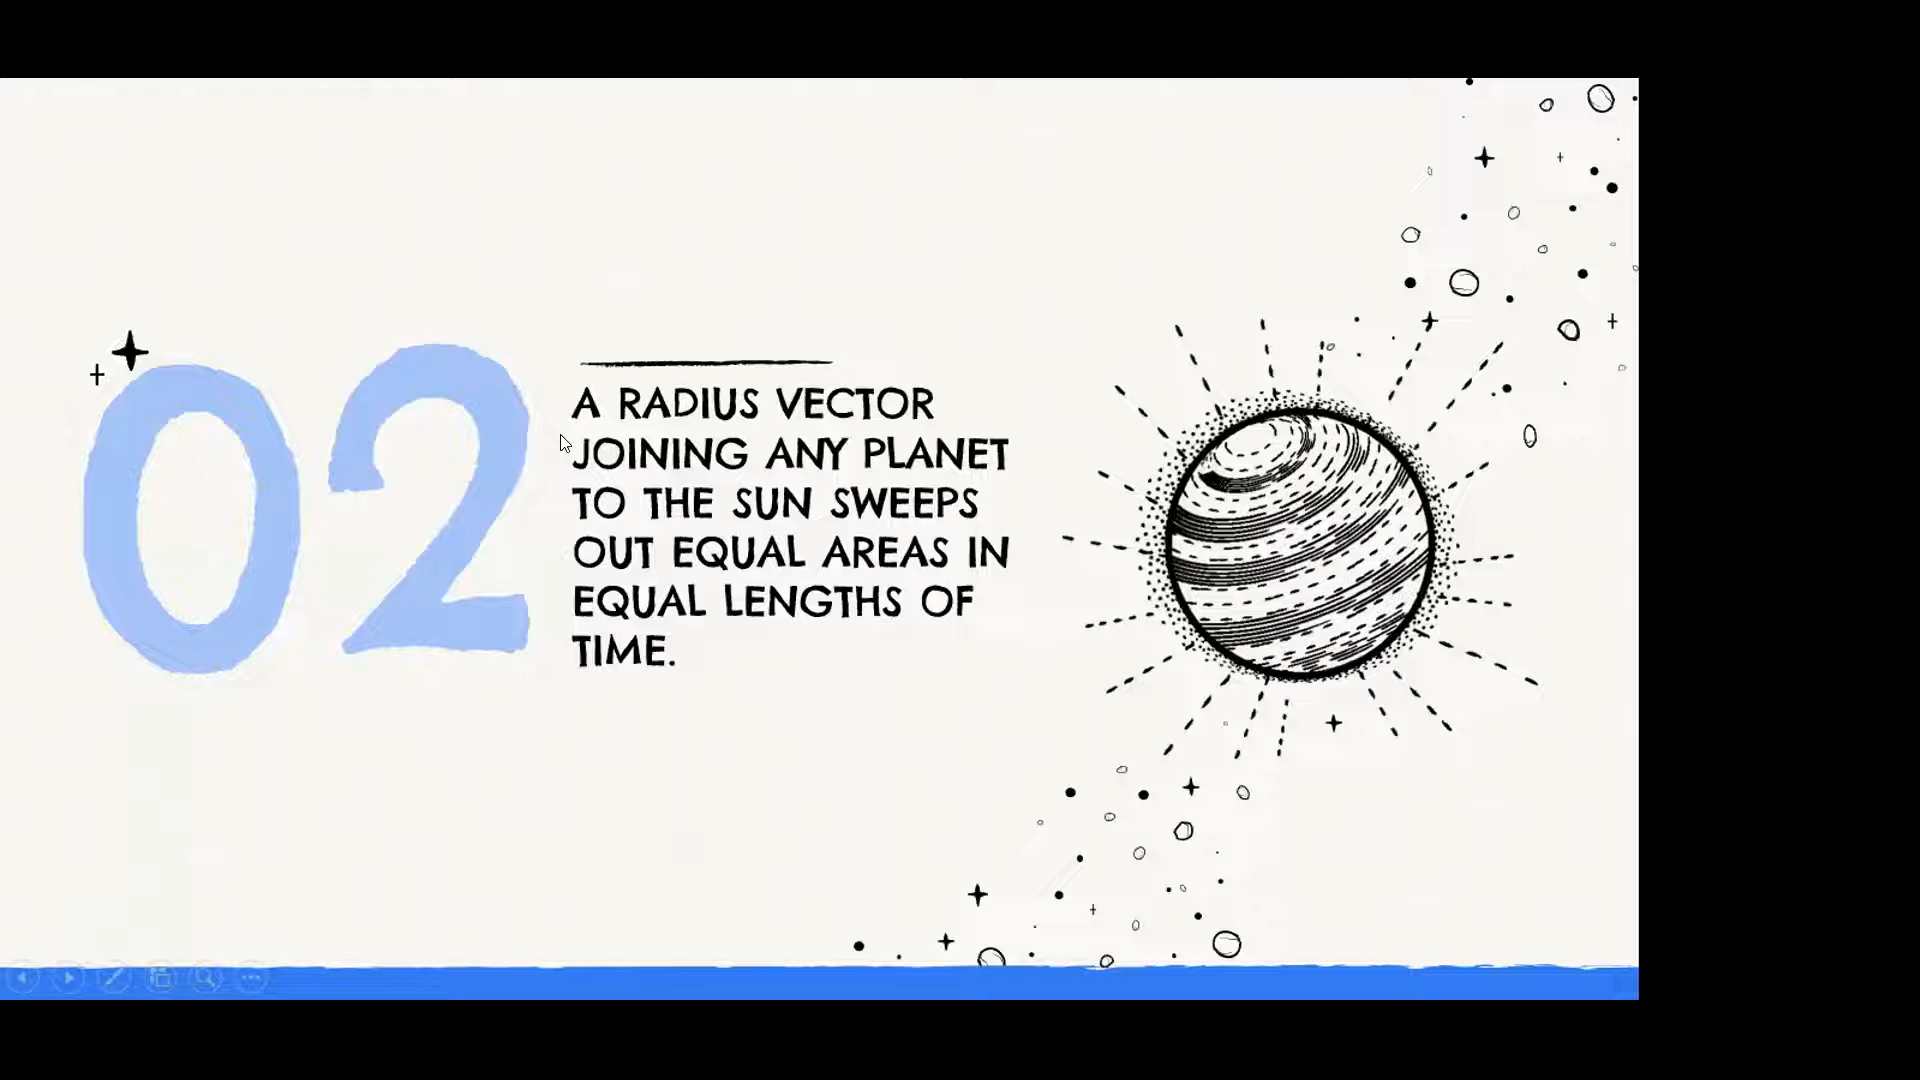 02
A RADIUS VECTOR
JOINING ANY PLANET
TO THE SUN SWEEPS
OUT EQUAL AREAS IN
EQUAL LENGTHS OF
TIME.